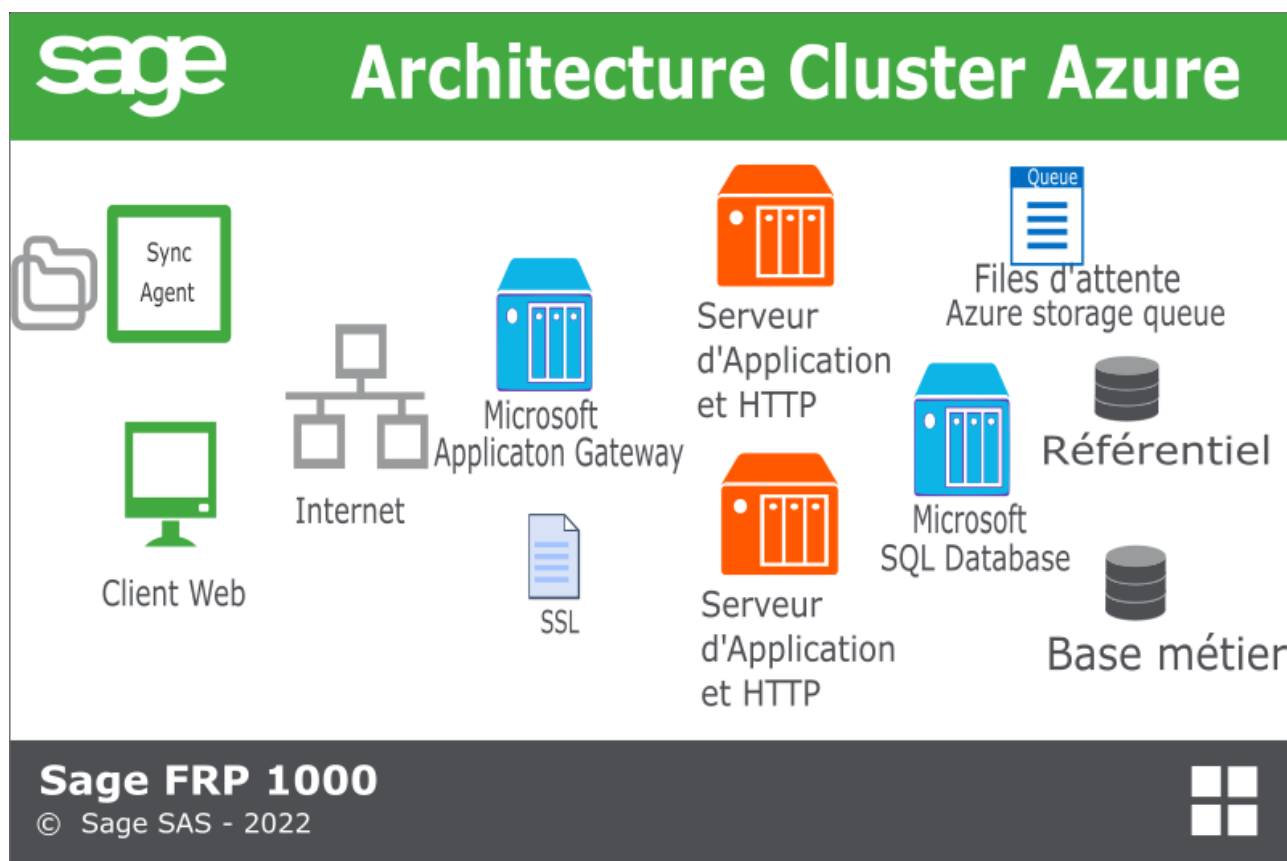 sage
Architecture Cluster Azure
Sync
Agent
Client Web
Internet
Microsoft
Applicaton Gateway
SSL
Serveur
d'Application
et HTTP
Serveur
d'Application
et HTTP
Queue
Files d'attente
Azure storage queue
Microsoft
SQL Database
Référentiel
Base métier
Sage FRP 1000
© Sage SAS - 2022